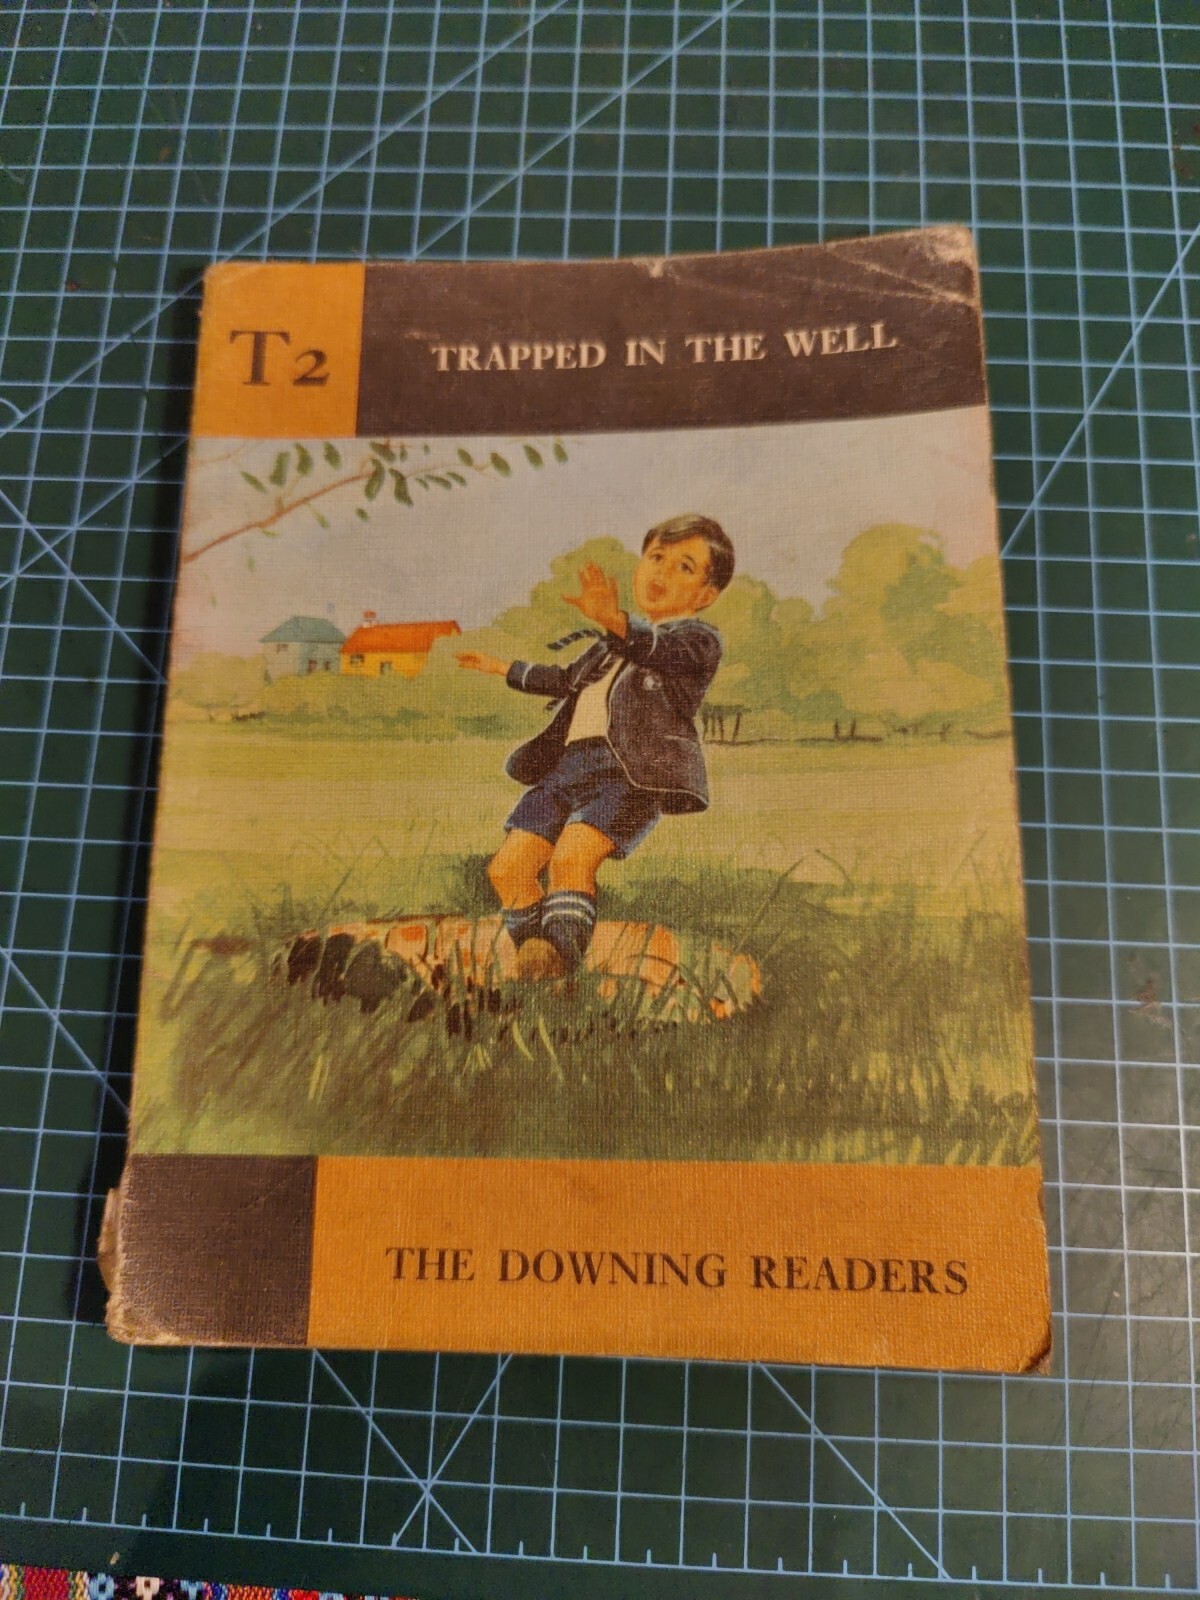 T2
TRAPPED IN THE WELL
THE DOWNING READERS